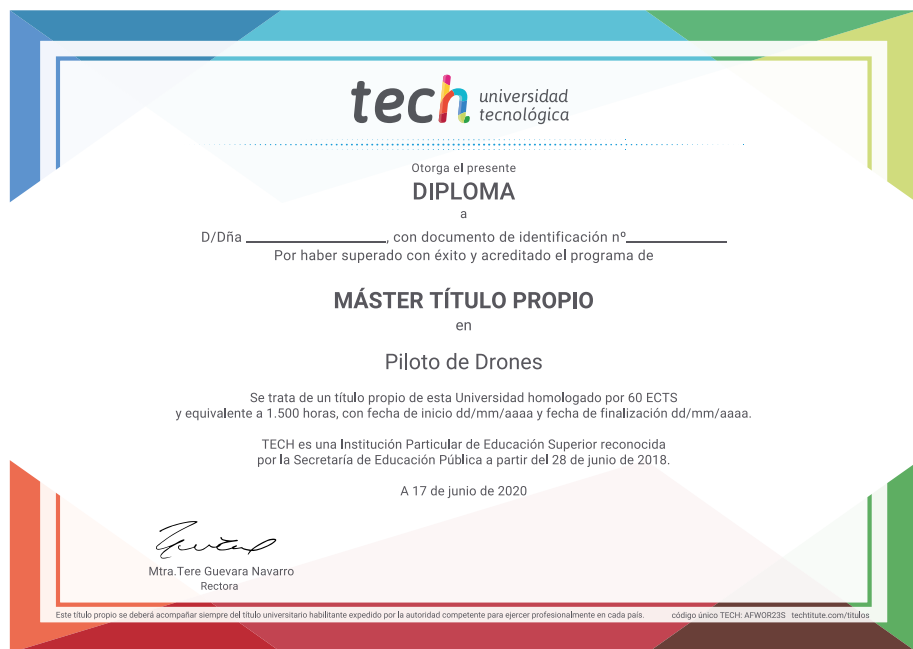 tech universidad
tecnológica
Otorga el presente
DIPLOMA
a
D/Dña ______________, con documento de identificación nº__________
Por haber superado con éxito y acreditado el programa de
MÁSTER TÍTULO PROPIO
en
Piloto de Drones
Se trata de un título propio de esta Universidad homologado por 60 ECTS
y equivalente a 1.500 horas, con fecha de inicio dd/mm/aaaa y fecha de finalización dd/mm/aaaa.
TECH es una Institución Particular de Educación Superior reconocida
por la Secretaría de Educación Pública a partir del 28 de junio de 2018.
A 17 de junio de 2020
Mtra.Tere Guevara Navarro
Rectora
Este título propio se deberá acompañar siempre del título universitario habilitante expedido por la autoridad competente para ejercer profesionalmente en cada país. código único TECH: AFWOR23S techtitute.com/titulos